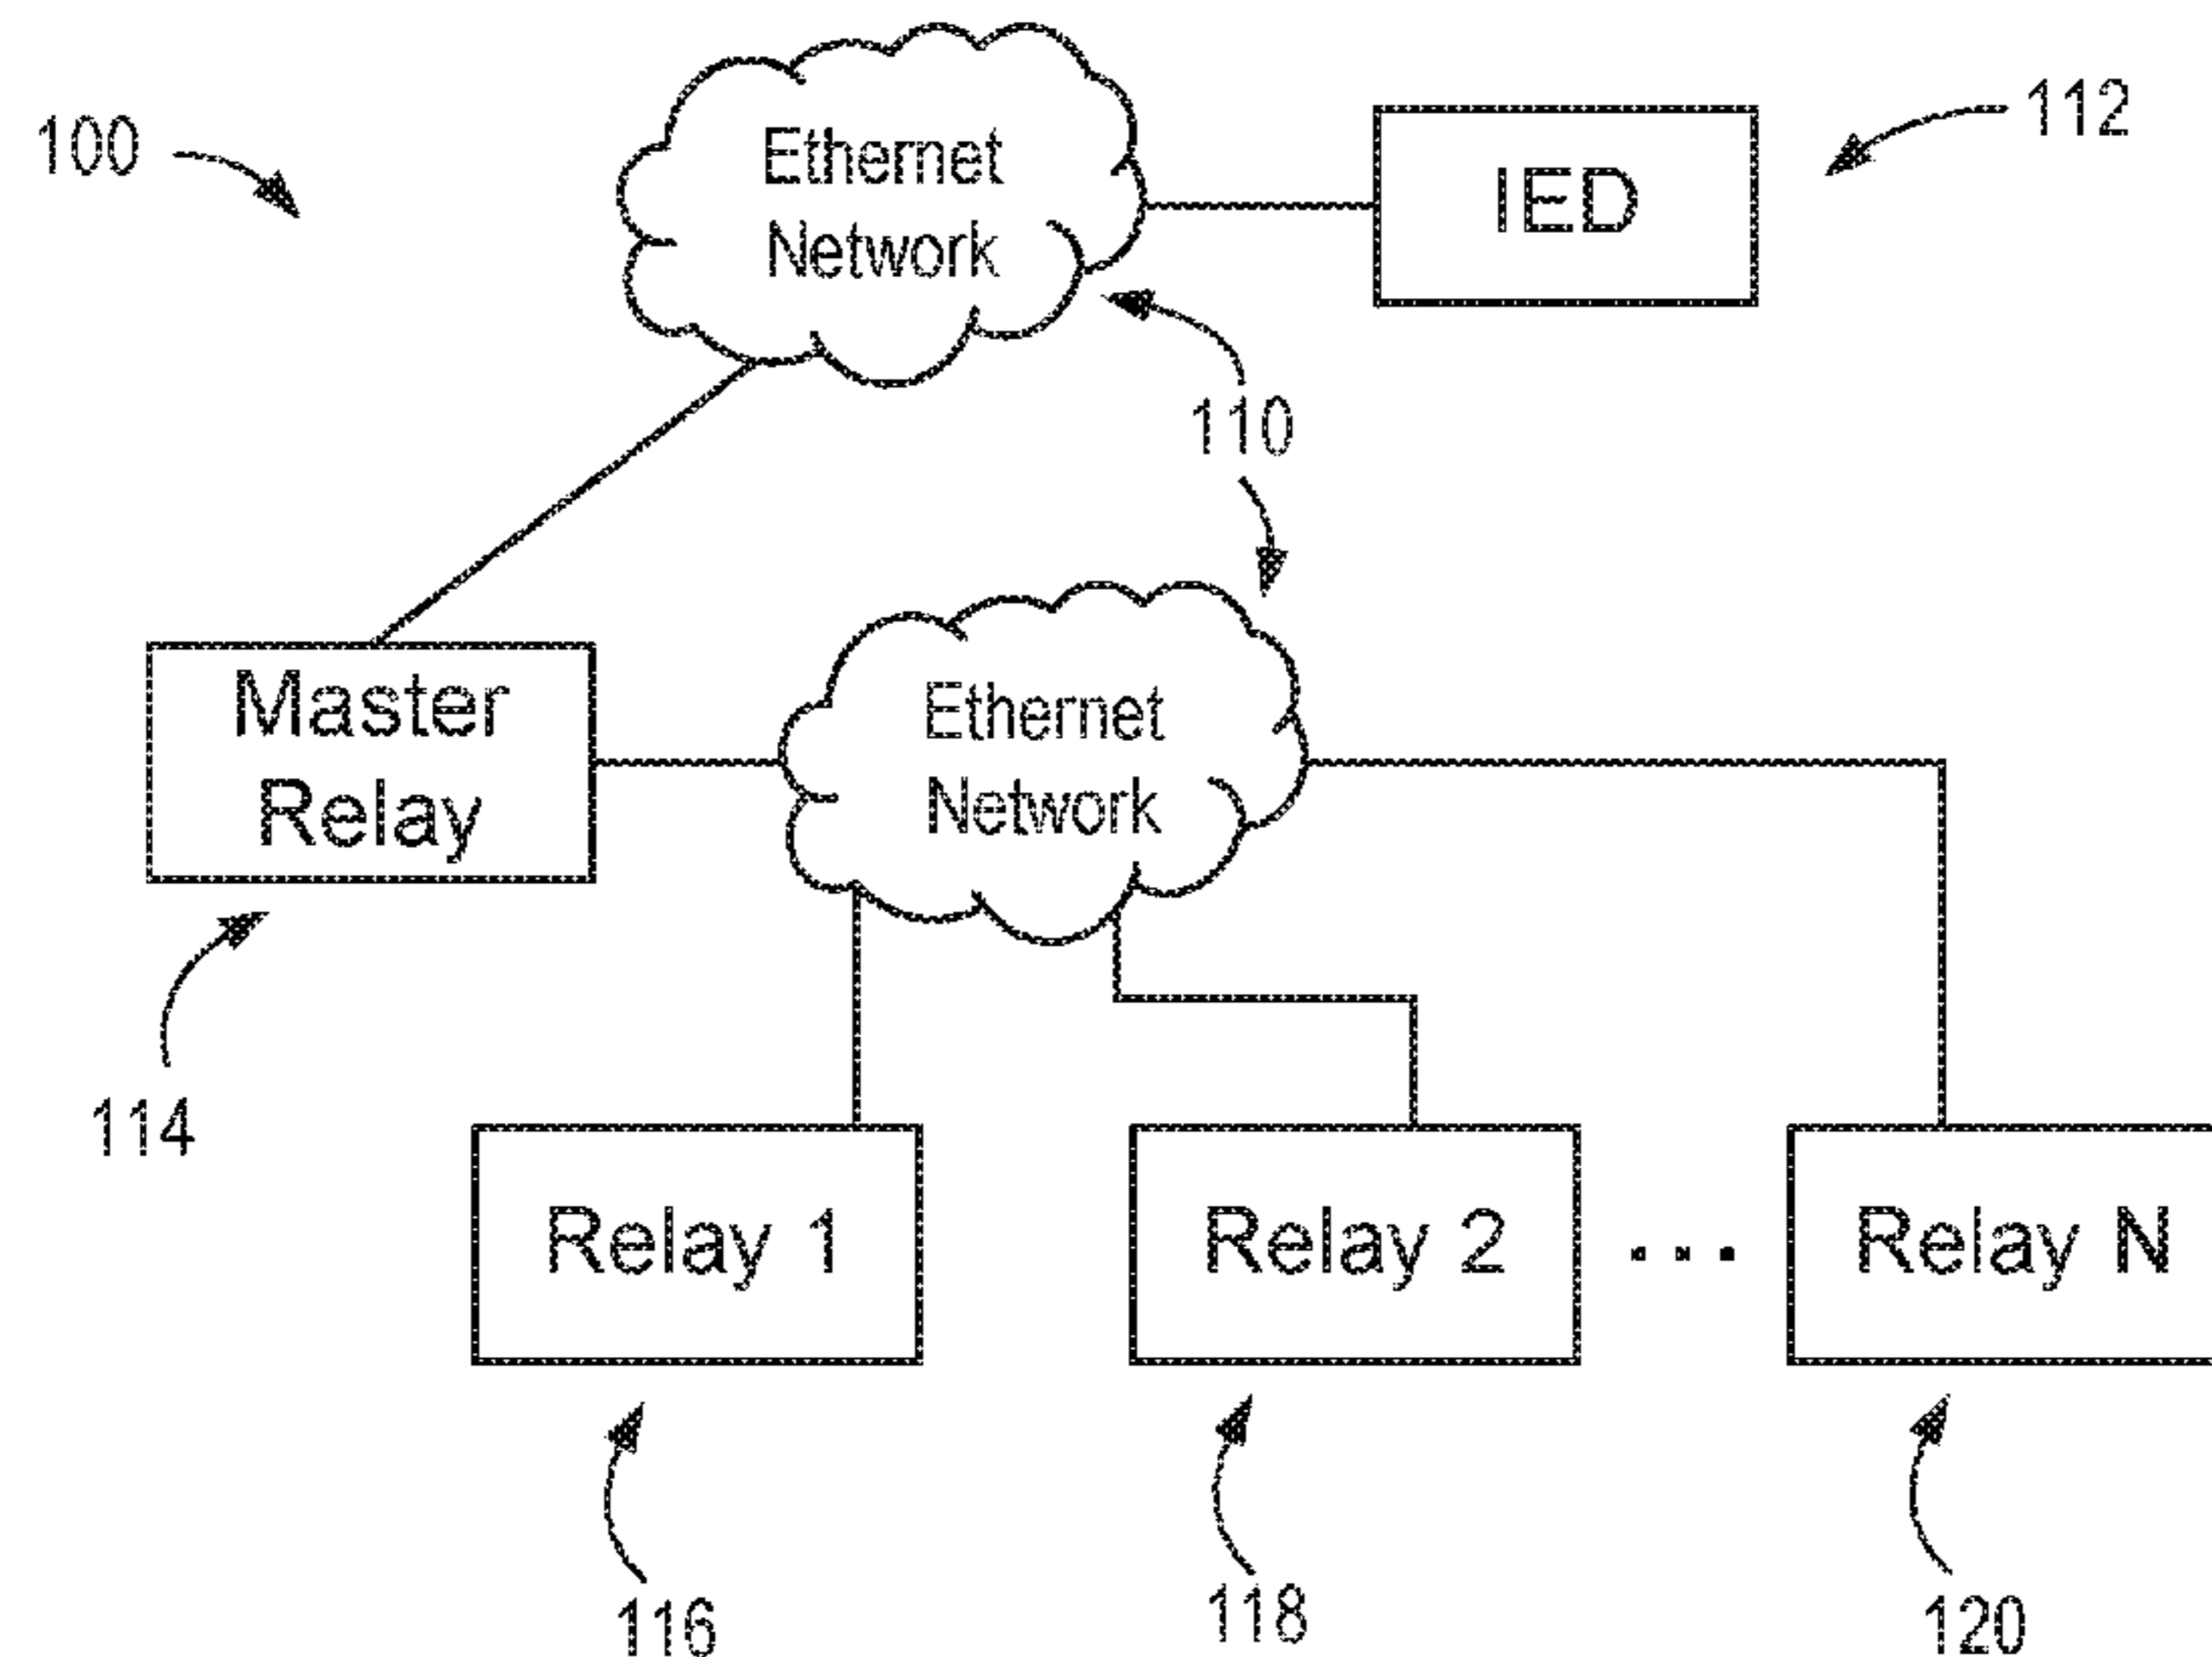 100
Ethernet
Network
IED
112
110
Master
Relay
Ethernet
Network
114
Relay 1
Relay 2
...
Relay N
116
118
120